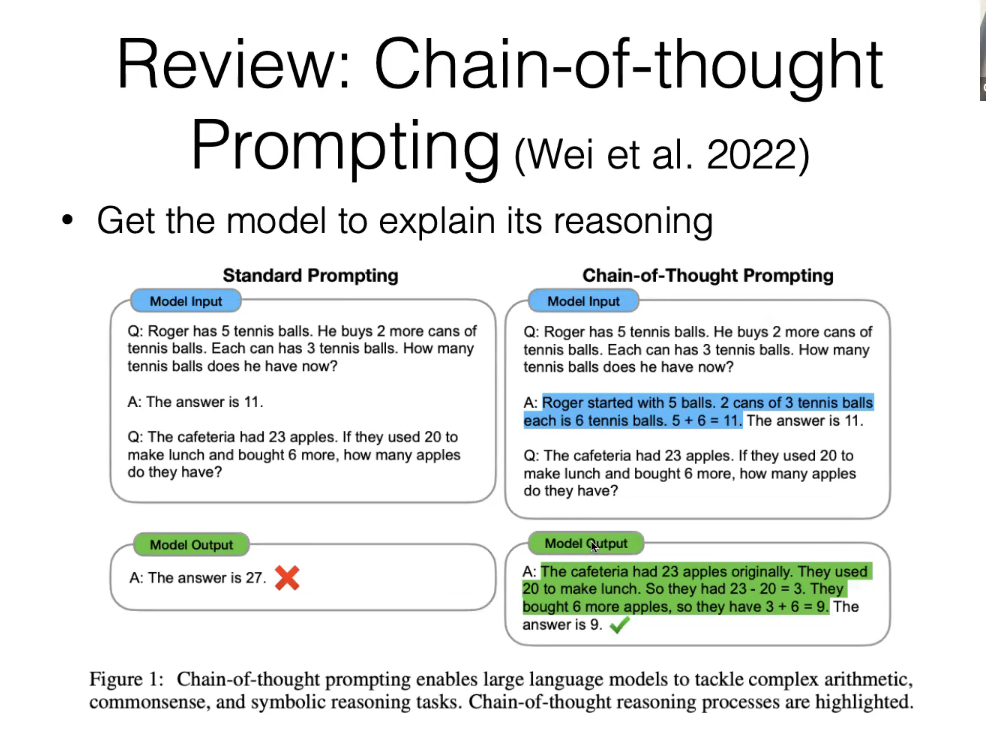 Review: Chain-of-thought
Prompting (Wei et al. 2022)
• Get the model to explain its reasoning
Standard Prompting
Model Input
Q: Roger has 5 tennis balls. He buys 2 more cans of
tennis balls. Each can has 3 tennis balls. How many
tennis balls does he have now?
A: The answer is 11.
Q: The cafeteria had 23 apples. If they used 20 to
make lunch and bought 6 more, how many apples
do they have?
Model Output
A: The answer is 27.
Chain-of-Thought Prompting
Model Input
Q: Roger has 5 tennis balls. He buys 2 more cans of
tennis balls. Each can has 3 tennis balls. How many
tennis balls does he have now?
A: Roger started with 5 balls. 2 cans of 3 tennis balls
each is 6 tennis balls. 5 + 6 = 11. The answer is 11.
Q: The cafeteria had 23 apples. If they used 20 to
make lunch and bought 6 more, how many apples
do they have?
Model Output
A: The cafeteria had 23 apples originally. They used
20 to make lunch. So they had 23 - 20 = 3. They
bought 6 more apples, so they have 3 + 6 = 9. The
answer is 9.
Figure 1: Chain-of-thought prompting enables large language models to tackle complex arithmetic,
commonsense, and symbolic reasoning tasks. Chain-of-thought reasoning processes are highlighted.